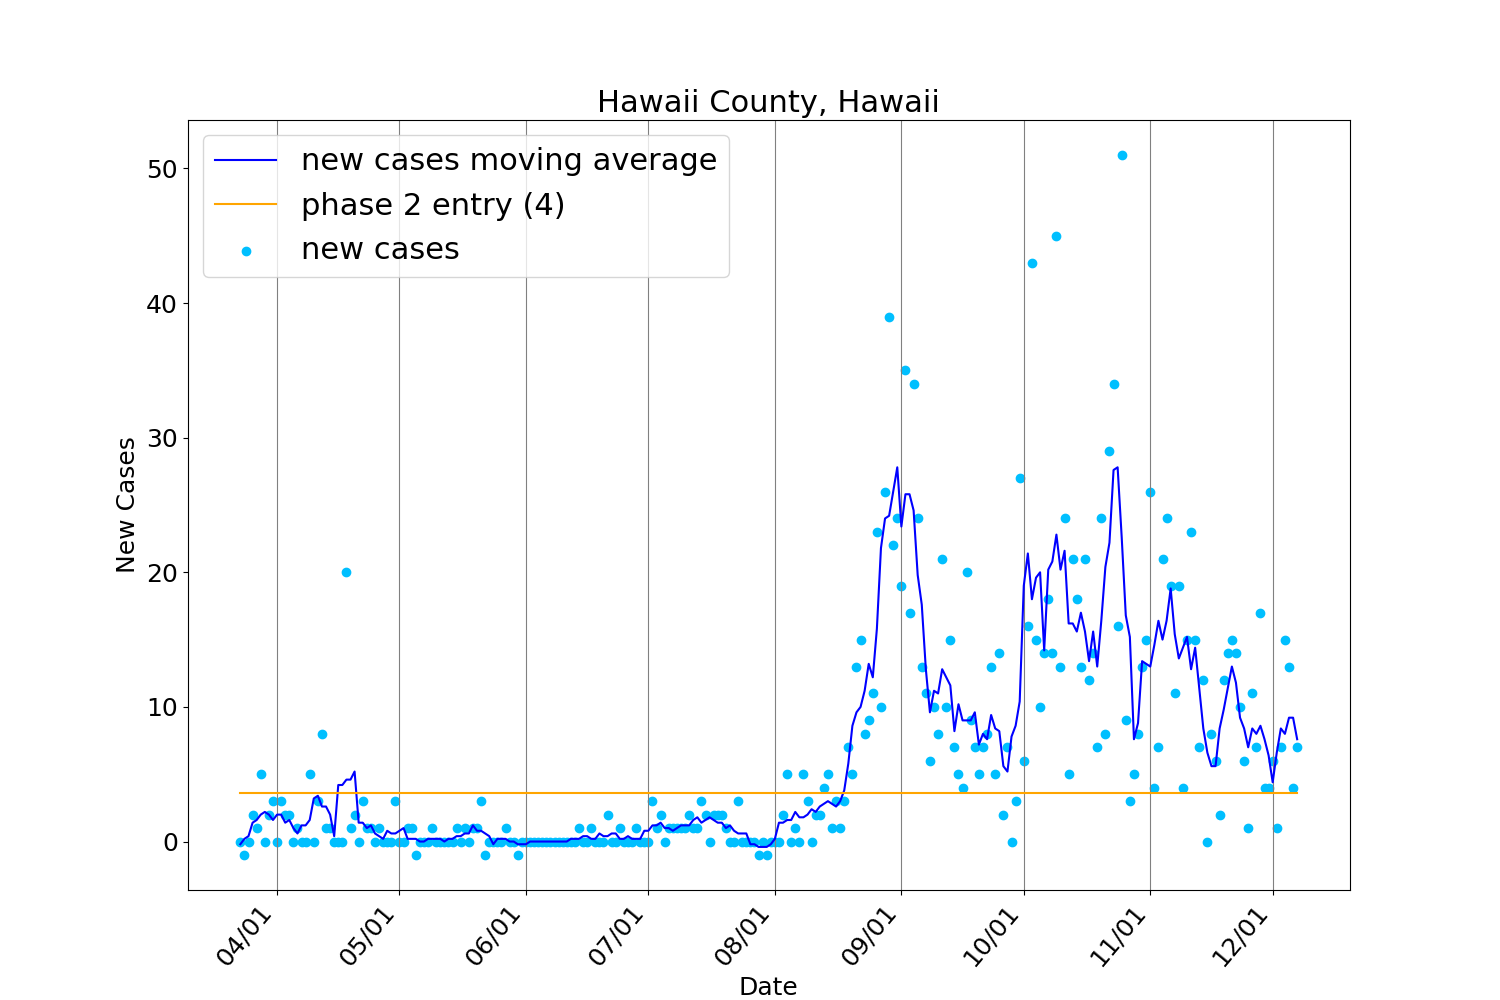 Hawaii County, Hawaii
new cases moving average
phase 2 entry (4)
new cases
50
40
30
20
10
0
New Cases
04/01
05/01
06/01
07/01
08/01
09/01
10/01
11/01
12/01
Date